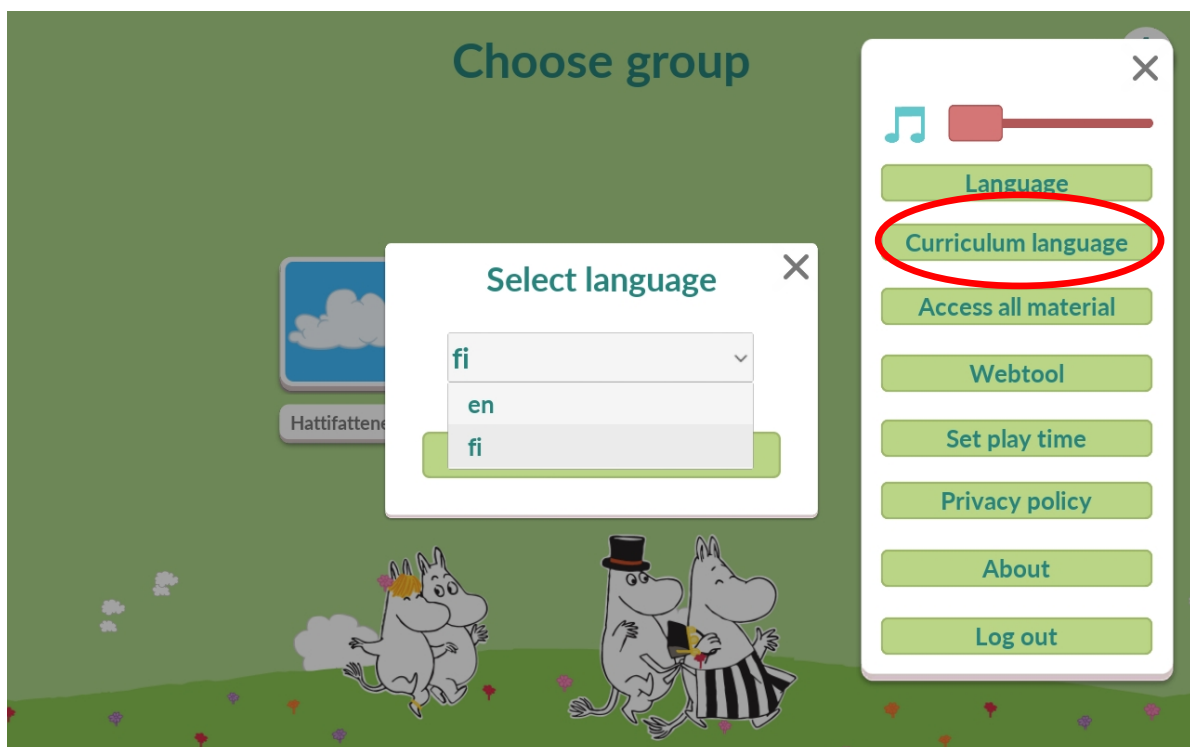 Choose group
Language
Curriculum language
Access all material
Webtool
Set play time
Privacy policy
About
Log out
Select language
fi
en
fi
Hattifattene